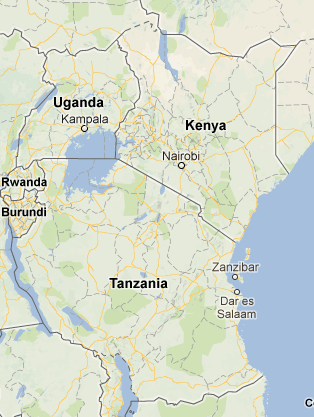 Uganda
Kampala
Kenya
Nairobi
Rwanda
Burundi
Zanzibar
Tanzania
Dar es
Salaam